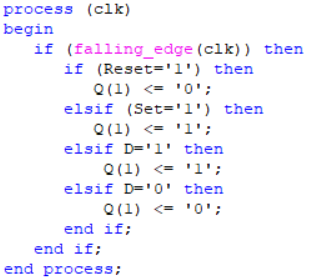 process (clk)
begin
if (falling_edge(clk)) then
if (Reset='1') then
Q(1) <= '0';
elsif (Set='1') then
Q(1) <= '1';
elsif D='1' then
Q(1) <= '1';
elsif D='0' then
Q(1) <= '0';
end if;
end if;
end process;